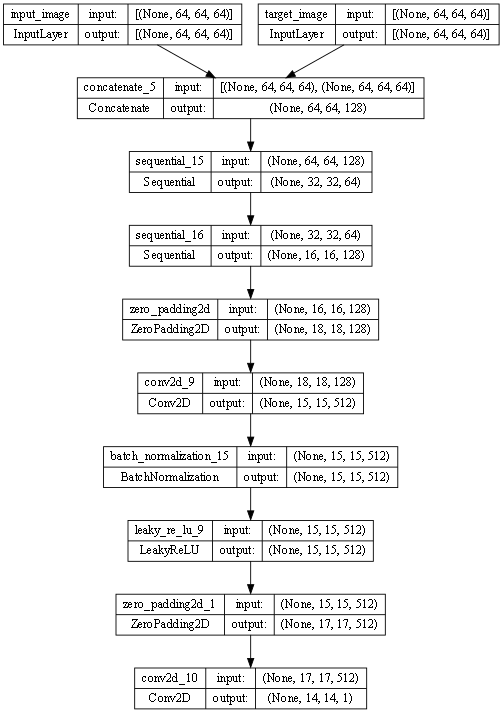 input_image input: [(None, 64, 64, 64)]
InputLayer output: [(None, 64, 64, 64)]
target_image input: [(None, 64, 64, 64)]
InputLayer output: [(None, 64, 64, 64)]
concatenate_5 input: [(None, 64, 64, 64), (None, 64, 64, 64)]
Concatenate output: (None, 64, 64, 128)
sequential_15 input: (None, 64, 64, 128)
Sequential output: (None, 32, 32, 64)
sequential_16 input: (None, 32, 32, 64)
Sequential output: (None, 16, 16, 128)
zero_padding2d input: (None, 16, 16, 128)
ZeroPadding2D output: (None, 18, 18, 128)
conv2d_9 input: (None, 18, 18, 128)
Conv2D output: (None, 15, 15, 512)
batch_normalization_15 input: (None, 15, 15, 512)
BatchNormalization output: (None, 15, 15, 512)
leaky_re_lu_9 input: (None, 15, 15, 512)
LeakyReLU output: (None, 15, 15, 512)
zero_padding2d_1 input: (None, 15, 15, 512)
ZeroPadding2D output: (None, 17, 17, 512)
conv2d_10 input: (None, 17, 17, 512)
Conv2D output: (None, 14, 14, 1)